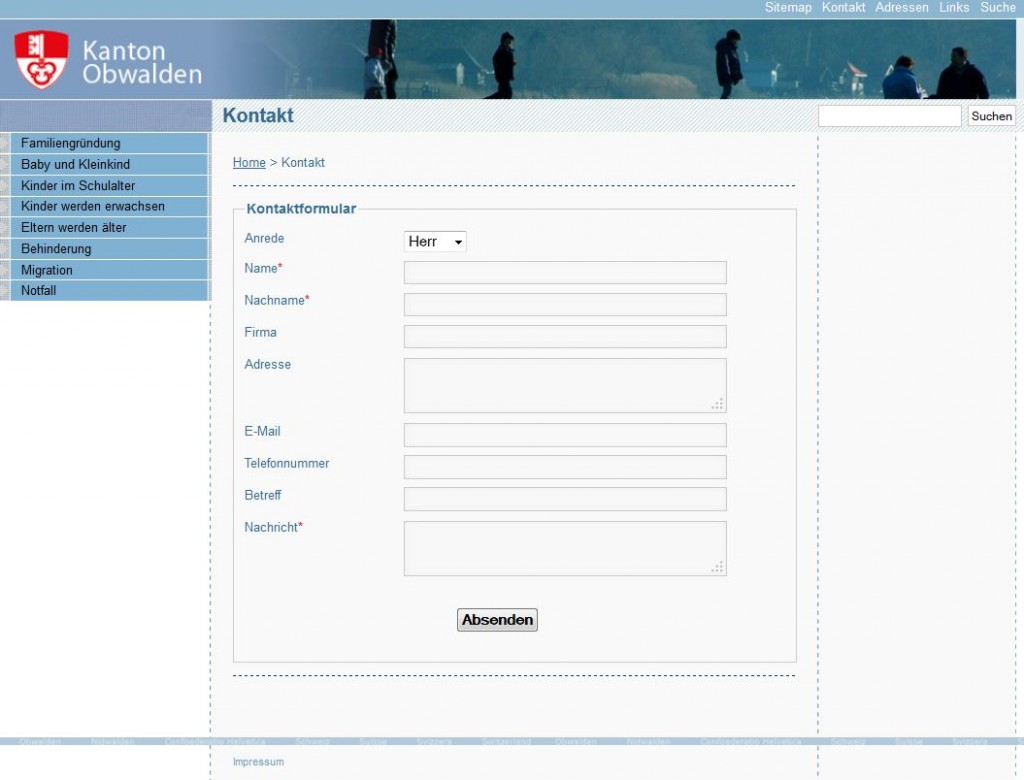 Sitemap Kontakt Adressen Links Suche
Kanton
Obwalden
Kontakt
Suchen
Familiengründung
Baby und Kleinkind
Kinder im Schulalter
Kinder werden erwachsen
Eltern werden älter
Behinderung
Migration
Notfall
Home > Kontakt
Kontaktformular
Anrede
Herr
Name*
Nachname*
Firma
Adresse
E-Mail
Telefonnummer
Betreff
Nachricht*
Absenden
Obwalden Nidwalden Confoederatio Helvetica Schweiz Suisse Svizzera Switzerland Obwalden Nidwalden Confoederatio Helvetica Schweiz Suisse Svizzera
Impressum